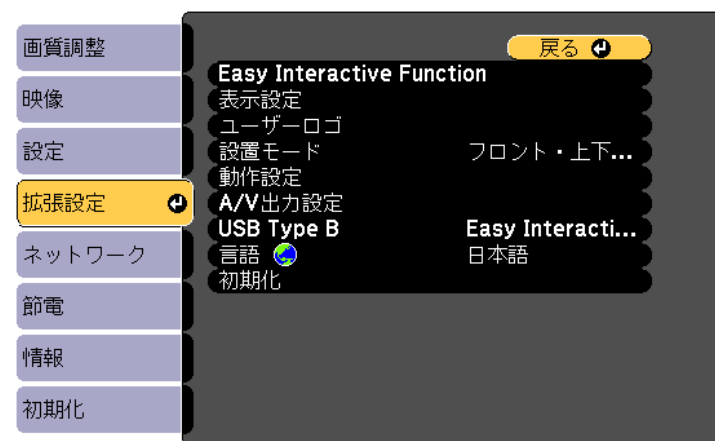 画質調整
映像
設定
拡張設定
ネットワーク
節電
情報
初期化
戻る
Easy Interactive Function
表示設定
ユーザーロゴ
設置モード フロント・上下...
動作設定
A/V出力設定
USB Type B Easy Interacti...
言語 日本語
初期化